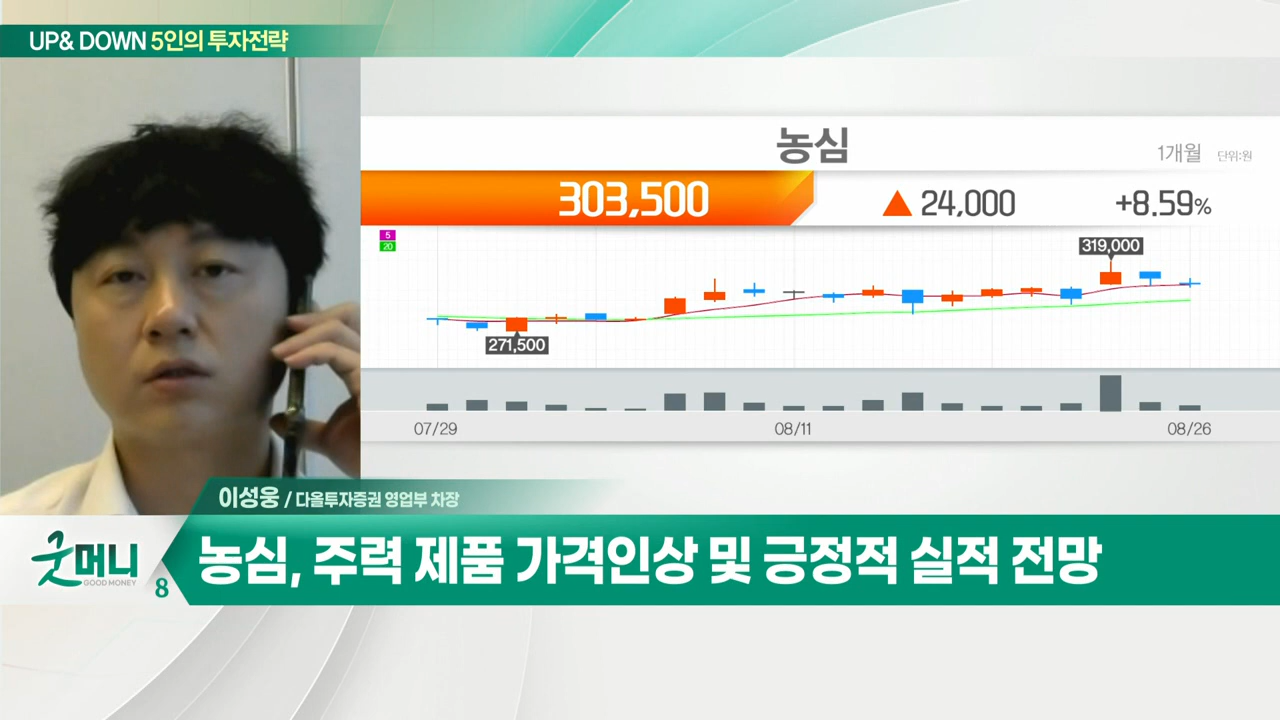 UP& DOWN 5인의 투자전략
농심
1개월 단위:원
303,500 ▲ 24,000 +8.59%
5
20
319,000
271,500
07/29 08/11 08/26
이성웅 / 다올투자증권 영업부 차장
굿머니
GOOD MONEY
8
농심, 주력 제품 가격인상 및 긍정적 실적 전망